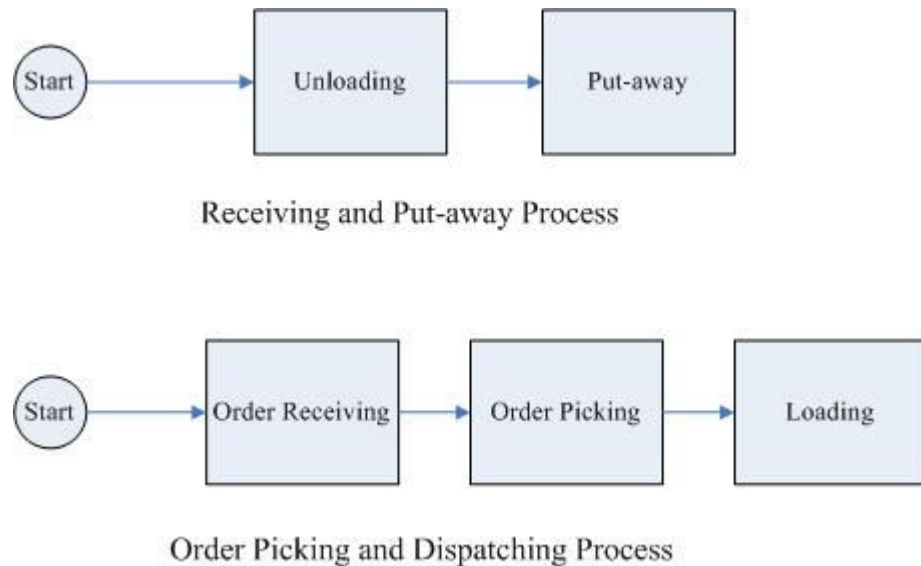 Start
Unloading
Put-away
Receiving and Put-away Process
Start
Order Receiving
Order Picking
Loading
Order Picking and Dispatching Process